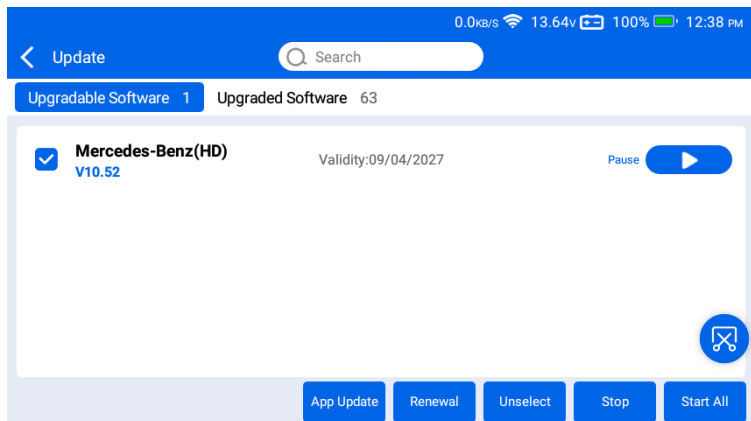 0.0KB/S 13.64V 100% 12:38 PM
Update Search
Upgradable Software 1 Upgraded Software 63
Mercedes-Benz(HD) Validity:09/04/2027 Pause
V10.52
App Update Renewal Unselect Stop Start All